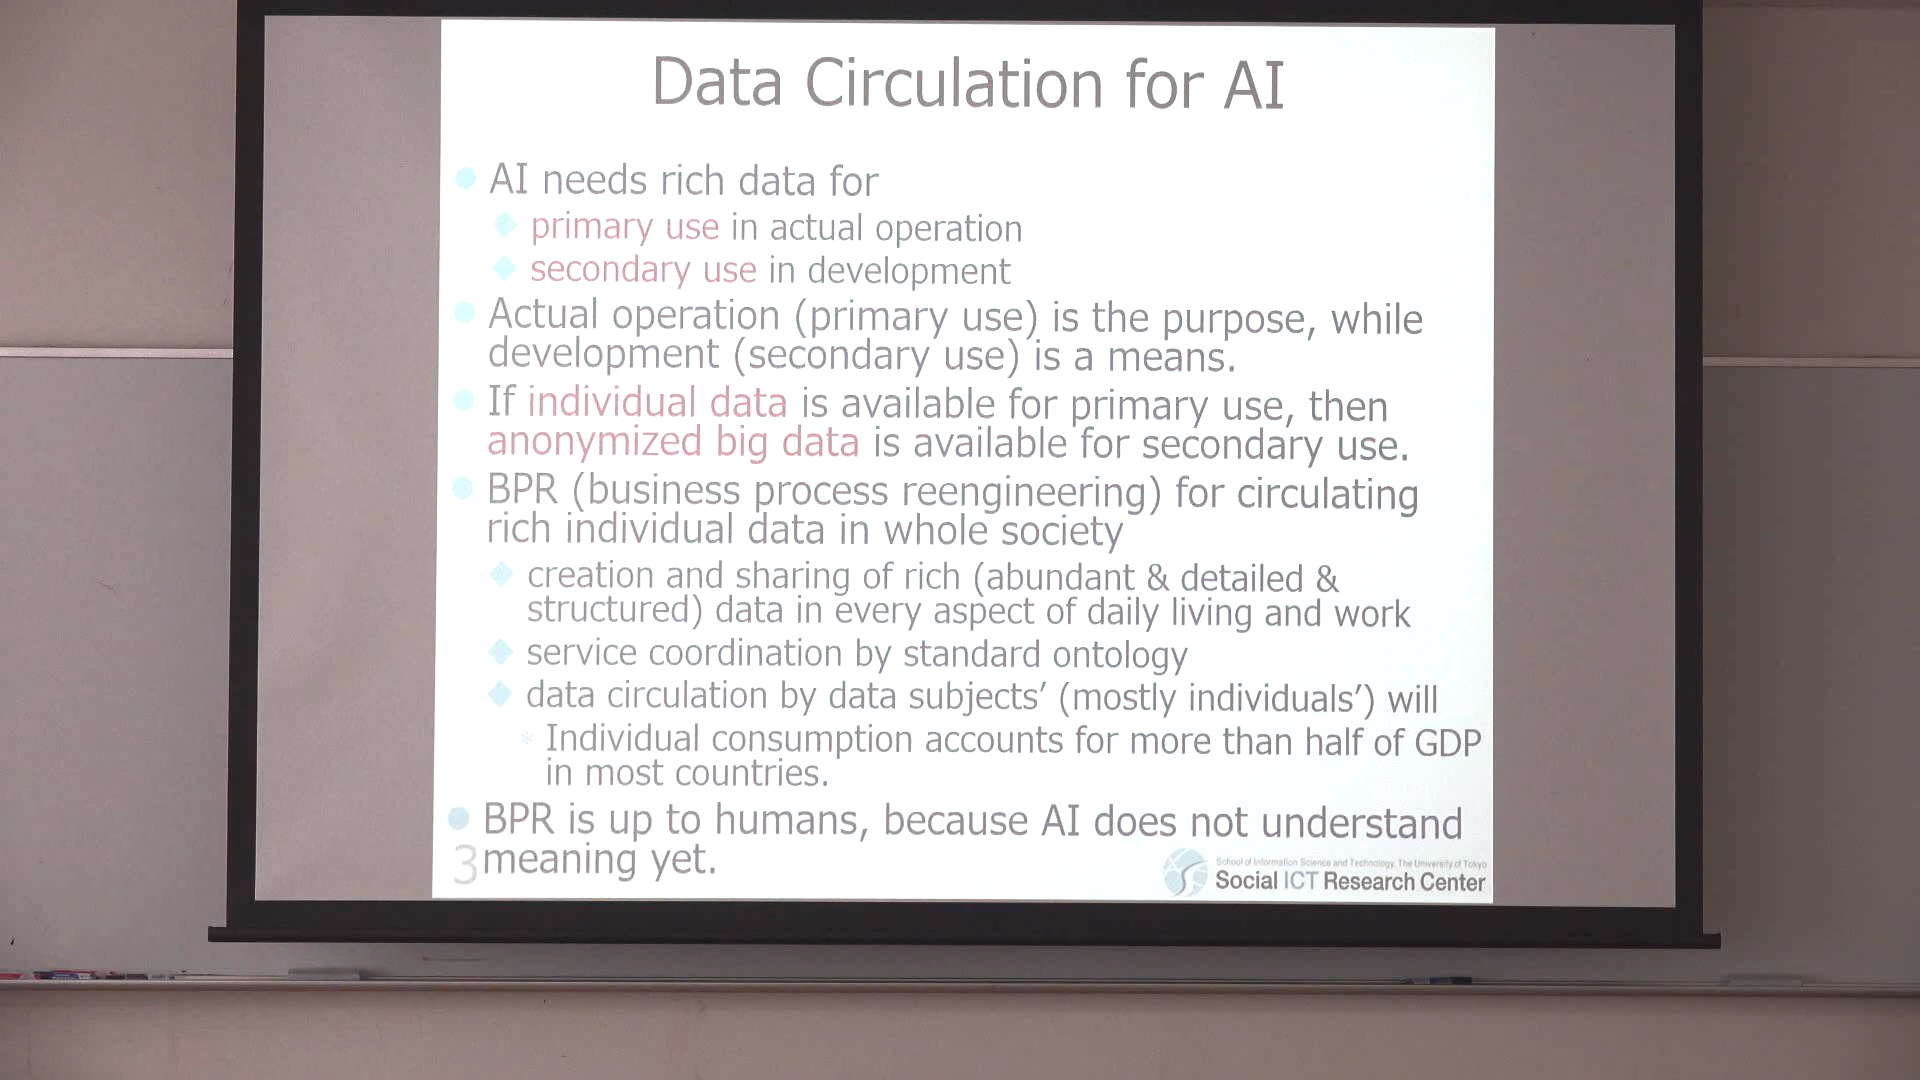 Data Circulation for AI
AI needs rich data for
primary use in actual operation
secondary use in development
Actual operation (primary use) is the purpose, while
development (secondary use) is a means.
If individual data is available for primary use, then
anonymized big data is available for secondary use.
BPR (business process reengineering) for circulating
rich individual data in whole society
creation and sharing of rich (abundant & detailed &
structured) data in every aspect of daily living and work
service coordination by standard ontology
data circulation by data subjects’ (mostly individuals’) will
* Individual consumption accounts for more than half of GDP
in most countries.
BPR is up to humans, because AI does not understand
meaning yet.
3
School of Information Science and Technology, The University of Tokyo
Social ICT Research Center